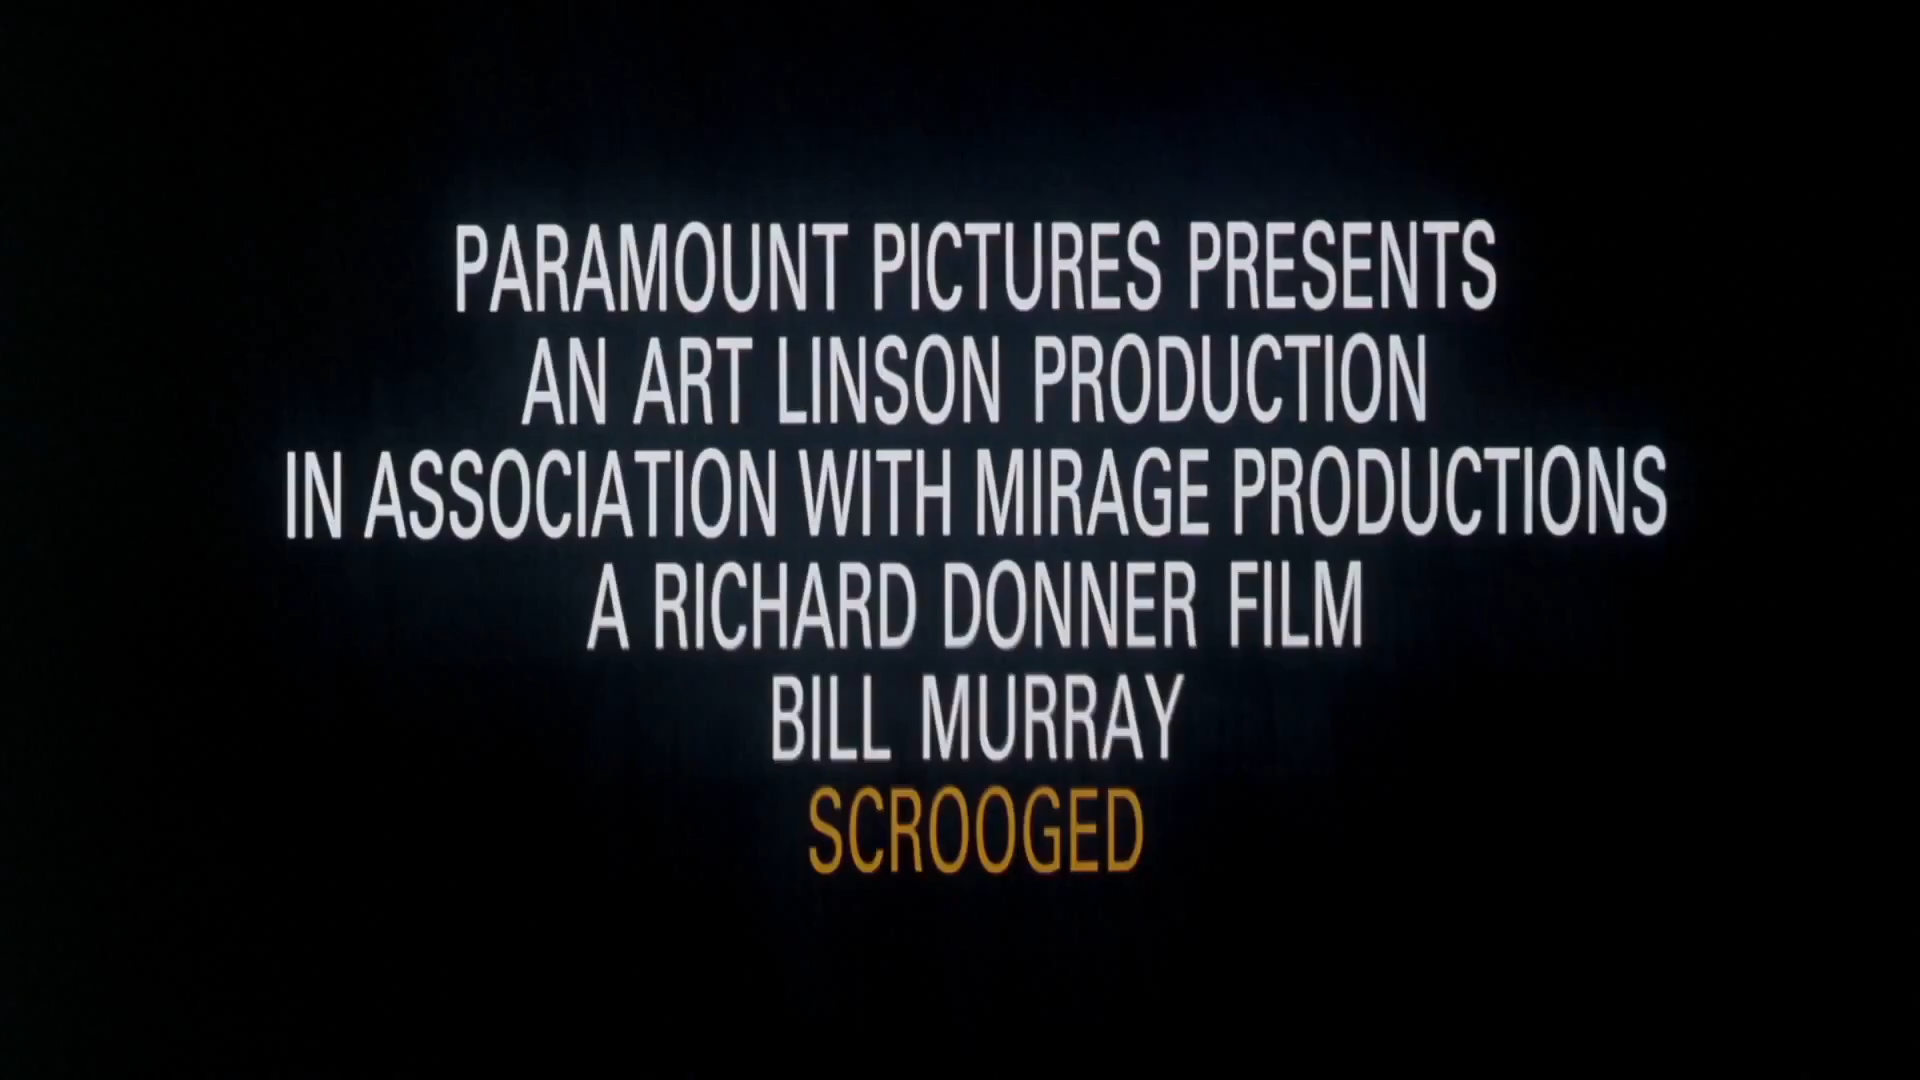 PARAMOUNT PICTURES PRESENTS
AN ART LINSON PRODUCTION
IN ASSOCIATION WITH MIRAGE PRODUCTIONS
A RICHARD DONNER FILM
BILL MURRAY
SCROOGED